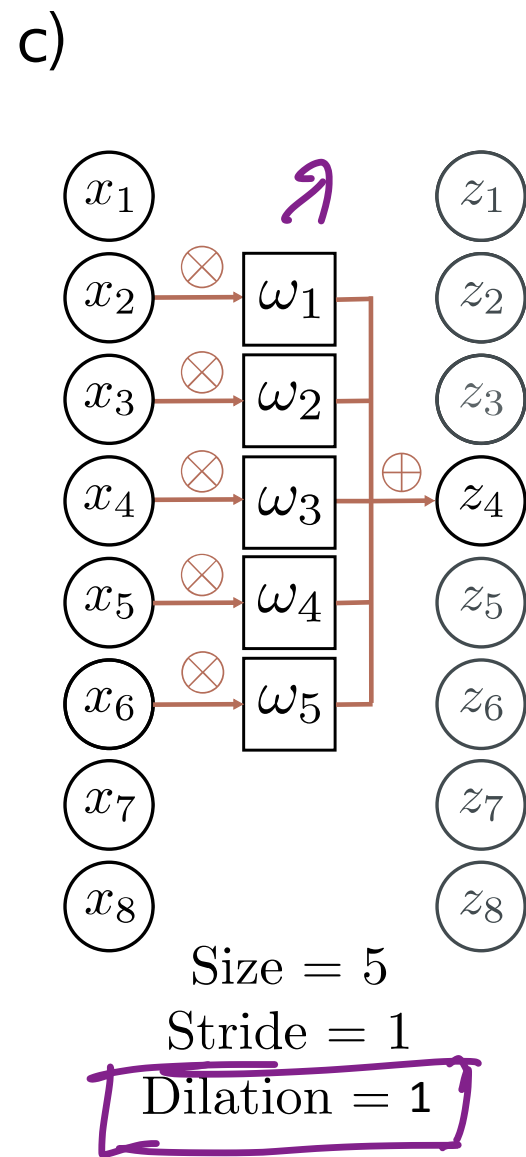 c)
x₁ z₁
x₂ ⊗ ω₁ z₂
x₃ ⊗ ω₂ z₃
x₄ ⊗ ω₃ ⊕ z₄
x₅ ⊗ ω₄ z₅
x₆ ⊗ ω₅ z₆
x₇ z₇
x₈ z₈
Size = 5
Stride = 1
Dilation = 1